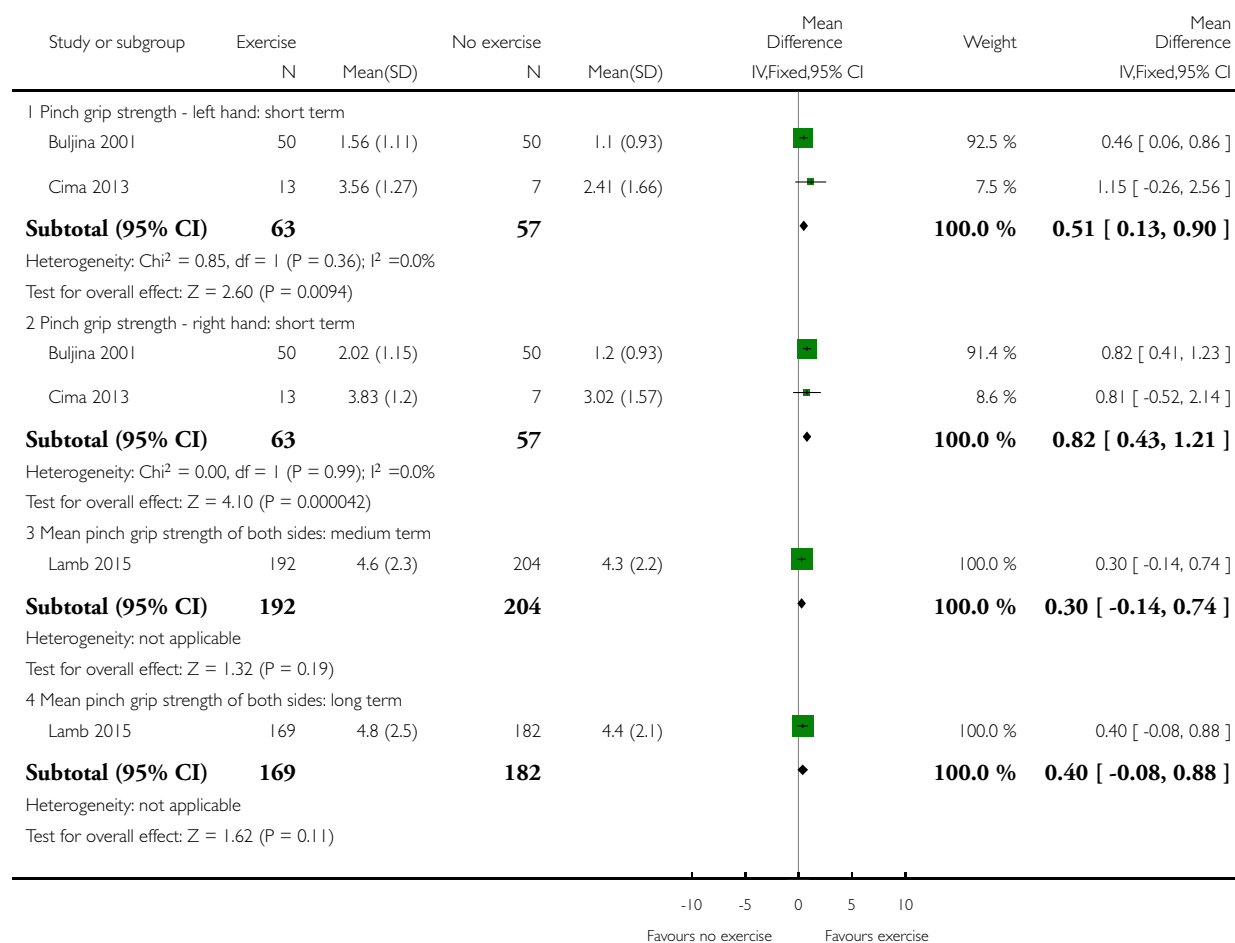 Mean Mean
Study or subgroup Exercise No exercise Difference Weight Difference
N Mean(SD) N Mean(SD) IV,Fixed,95% CI IV,Fixed,95% CI
1 Pinch grip strength - left hand: short term
Buljina 2001 50 1.56 (1.11) 50 1.1 (0.93) 92.5 % 0.46 [ 0.06, 0.86 ]
Cima 2013 13 3.56 (1.27) 7 2.41 (1.66) 7.5 % 1.15 [ -0.26, 2.56 ]
Subtotal (95% CI) 63 57 100.0 % 0.51 [ 0.13, 0.90 ]
Heterogeneity: Chi² = 0.85, df = 1 (P = 0.36); I² =0.0%
Test for overall effect: Z = 2.60 (P = 0.0094)
2 Pinch grip strength - right hand: short term
Buljina 2001 50 2.02 (1.15) 50 1.2 (0.93) 91.4 % 0.82 [ 0.41, 1.23 ]
Cima 2013 13 3.83 (1.2) 7 3.02 (1.57) 8.6 % 0.81 [ -0.52, 2.14 ]
Subtotal (95% CI) 63 57 100.0 % 0.82 [ 0.43, 1.21 ]
Heterogeneity: Chi² = 0.00, df = 1 (P = 0.99); I² =0.0%
Test for overall effect: Z = 4.10 (P = 0.000042)
3 Mean pinch grip strength of both sides: medium term
Lamb 2015 192 4.6 (2.3) 204 4.3 (2.2) 100.0 % 0.30 [ -0.14, 0.74 ]
Subtotal (95% CI) 192 204 100.0 % 0.30 [ -0.14, 0.74 ]
Heterogeneity: not applicable
Test for overall effect: Z = 1.32 (P = 0.19)
4 Mean pinch grip strength of both sides: long term
Lamb 2015 169 4.8 (2.5) 182 4.4 (2.1) 100.0 % 0.40 [ -0.08, 0.88 ]
Subtotal (95% CI) 169 182 100.0 % 0.40 [ -0.08, 0.88 ]
Heterogeneity: not applicable
Test for overall effect: Z = 1.62 (P = 0.11)
-10 -5 0 5 10
Favours no exercise Favours exercise